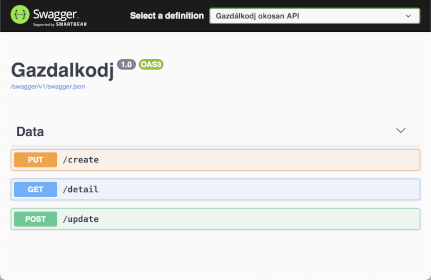 Swagger.
Supported by SMARTBEAR
Select a definition
Gazdálkodj okosan API
Gazdalkodj 1.0 OAS3
/swagger/v1/swagger.json
Data
PUT /create
GET /detail
POST /update